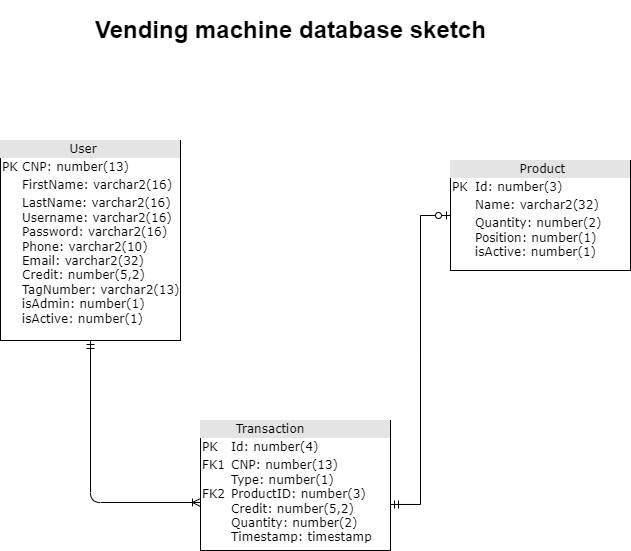 Vending machine database sketch
User
PK CNP: number(13)
FirstName: varchar2(16)
LastName: varchar2(16)
Username: varchar2(16)
Password: varchar2(16)
Phone: varchar2(10)
Email: varchar2(32)
Credit: number(5,2)
TagNumber: varchar2(13)
isAdmin: number(1)
isActive: number(1)
Product
PK Id: number(3)
Name: varchar2(32)
Quantity: number(2)
Position: number(1)
isActive: number(1)
Transaction
PK Id: number(4)
FK1 CNP: number(13)
Type: number(1)
FK2 ProductID: number(3)
Credit: number(5,2)
Quantity: number(2)
Timestamp: timestamp